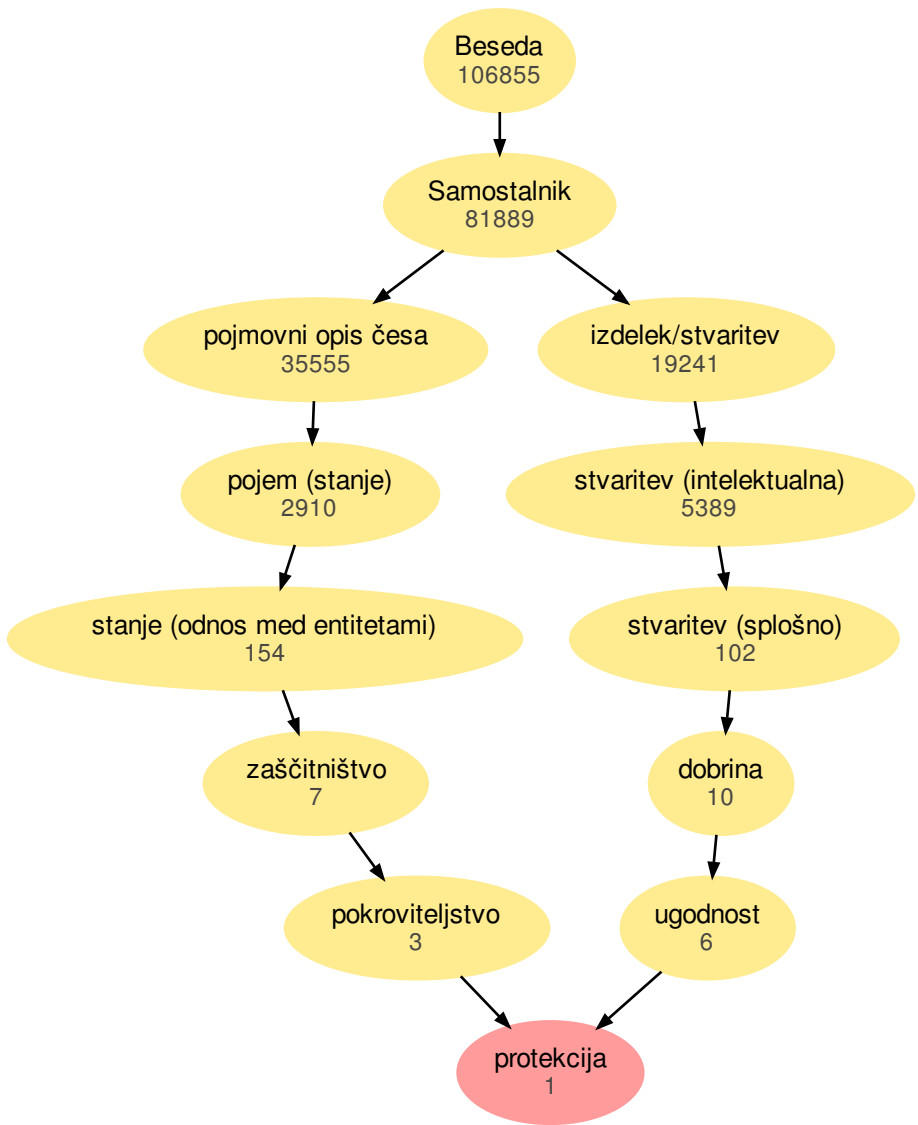 Beseda
106855
Samostalnik
81889
pojmovni opis česa
35555
izdelek/stvaritev
19241
pojem (stanje)
2910
stvaritev (intelektualna)
5389
stanje (odnos med entitetami)
154
stvaritev (splošno)
102
zaščitništvo
7
dobrina
10
pokroviteljstvo
3
ugodnost
6
protekcija
1